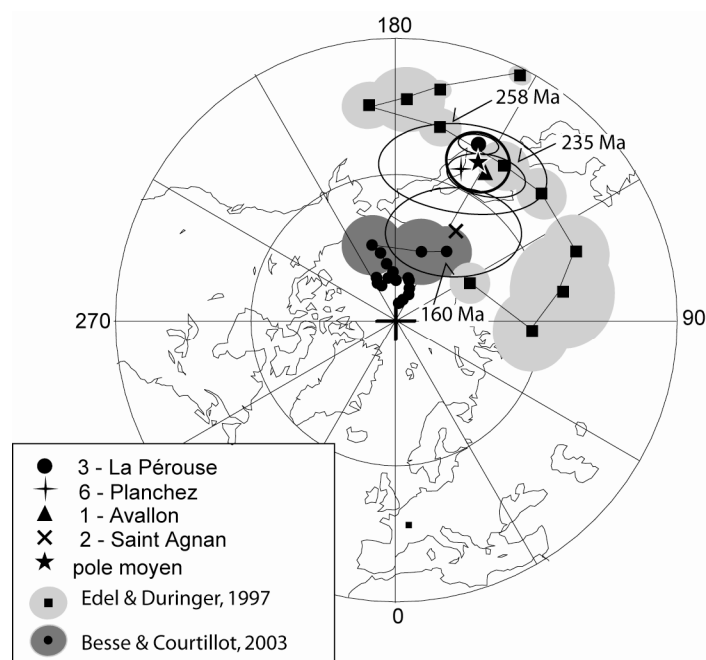 180
258 Ma
235 Ma
160 Ma
270
90
0
3 - La Pérouse
6 - Planchez
1 - Avallon
2 - Saint Agnan
pole moyen
Edel & Duringer, 1997
Besse & Courtillot, 2003